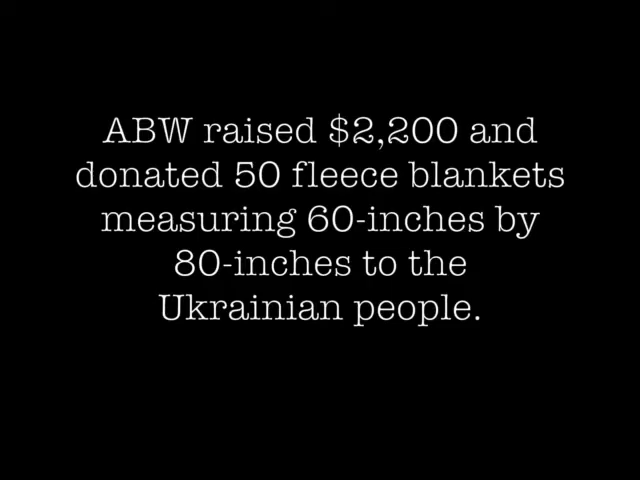 ABW raised $2,200 and
donated 50 fleece blankets
measuring 60-inches by
80-inches to the
Ukrainian people.